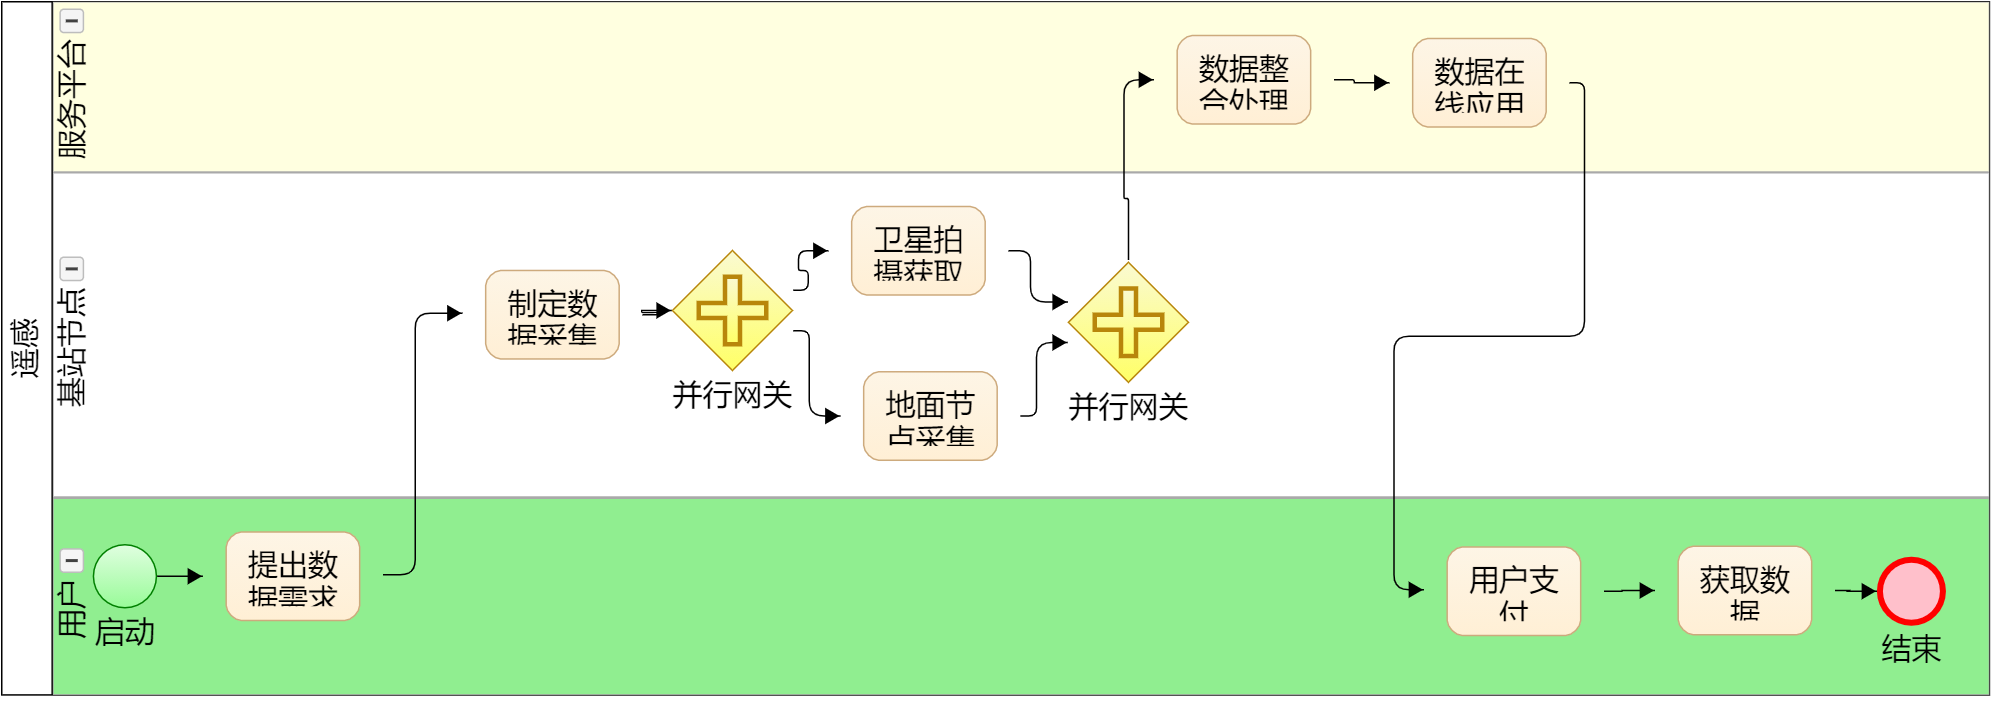 遥感
服务平台
数据整
合处理
数据在
线应用
基站节点
制定数
据采集
并行网关
卫星拍
摄获取
地面节
点采集
并行网关
用户
启动
提出数
据需求
用户支
付
获取数
据
结束